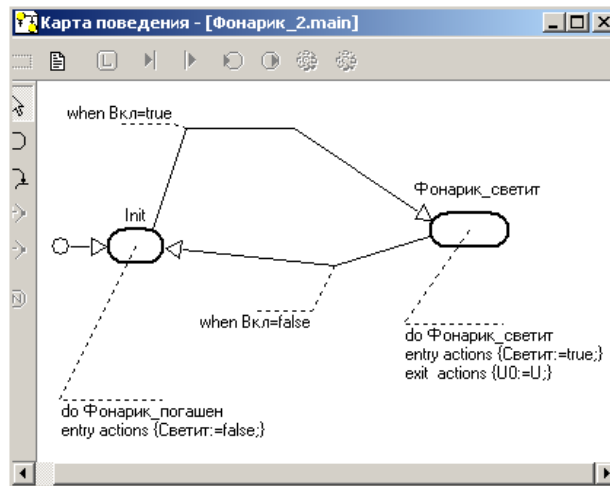 Карта поведения - [Фонарик_2.main]
L
when Вкл=true
Фонарик_светит
Init
N
when Вкл=false
do Фонарик_светит
entry actions {Светит:=true;}
exit actions {U0:=U;}
do Фонарик_погашен
entry actions {Светит:=false;}